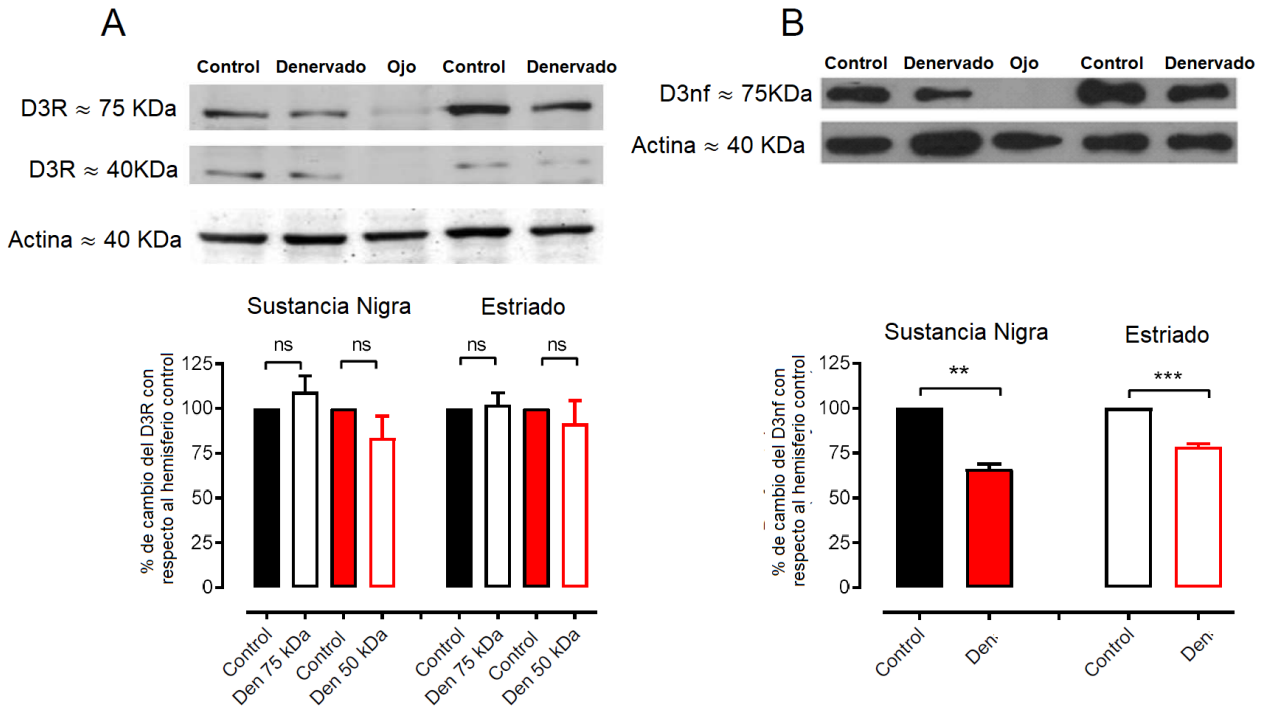 A
Control Denervado Ojo Control Denervado
D3R ≈ 75 KDa
D3R ≈ 40KDa
Actina ≈ 40 KDa
Sustancia Nigra Estriado
ns ns ns ns
% de cambio del D3R con
respecto al hemisferio control
125
100
75
50
25
0
Control Den 75 kDa Control Den 50 kDa Control Den 75 kDa Control Den 50 kDa
B
Control Denervado Ojo Control Denervado
D3nf ≈ 75KDa
Actina ≈ 40 KDa
Sustancia Nigra Estriado
** ***
% de cambio del D3nf con
respecto al hemisferio control
125
100
75
50
25
0
Control Den. Control Den.